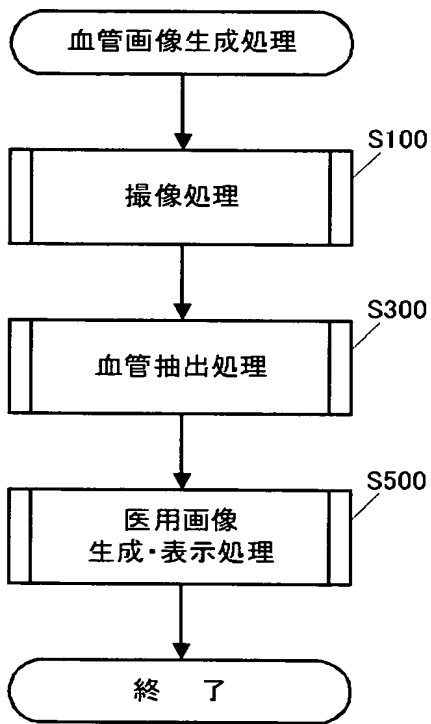 血管画像生成処理
S100
撮像処理
S300
血管抽出処理
S500
医用画像
生成・表示処理
終　了